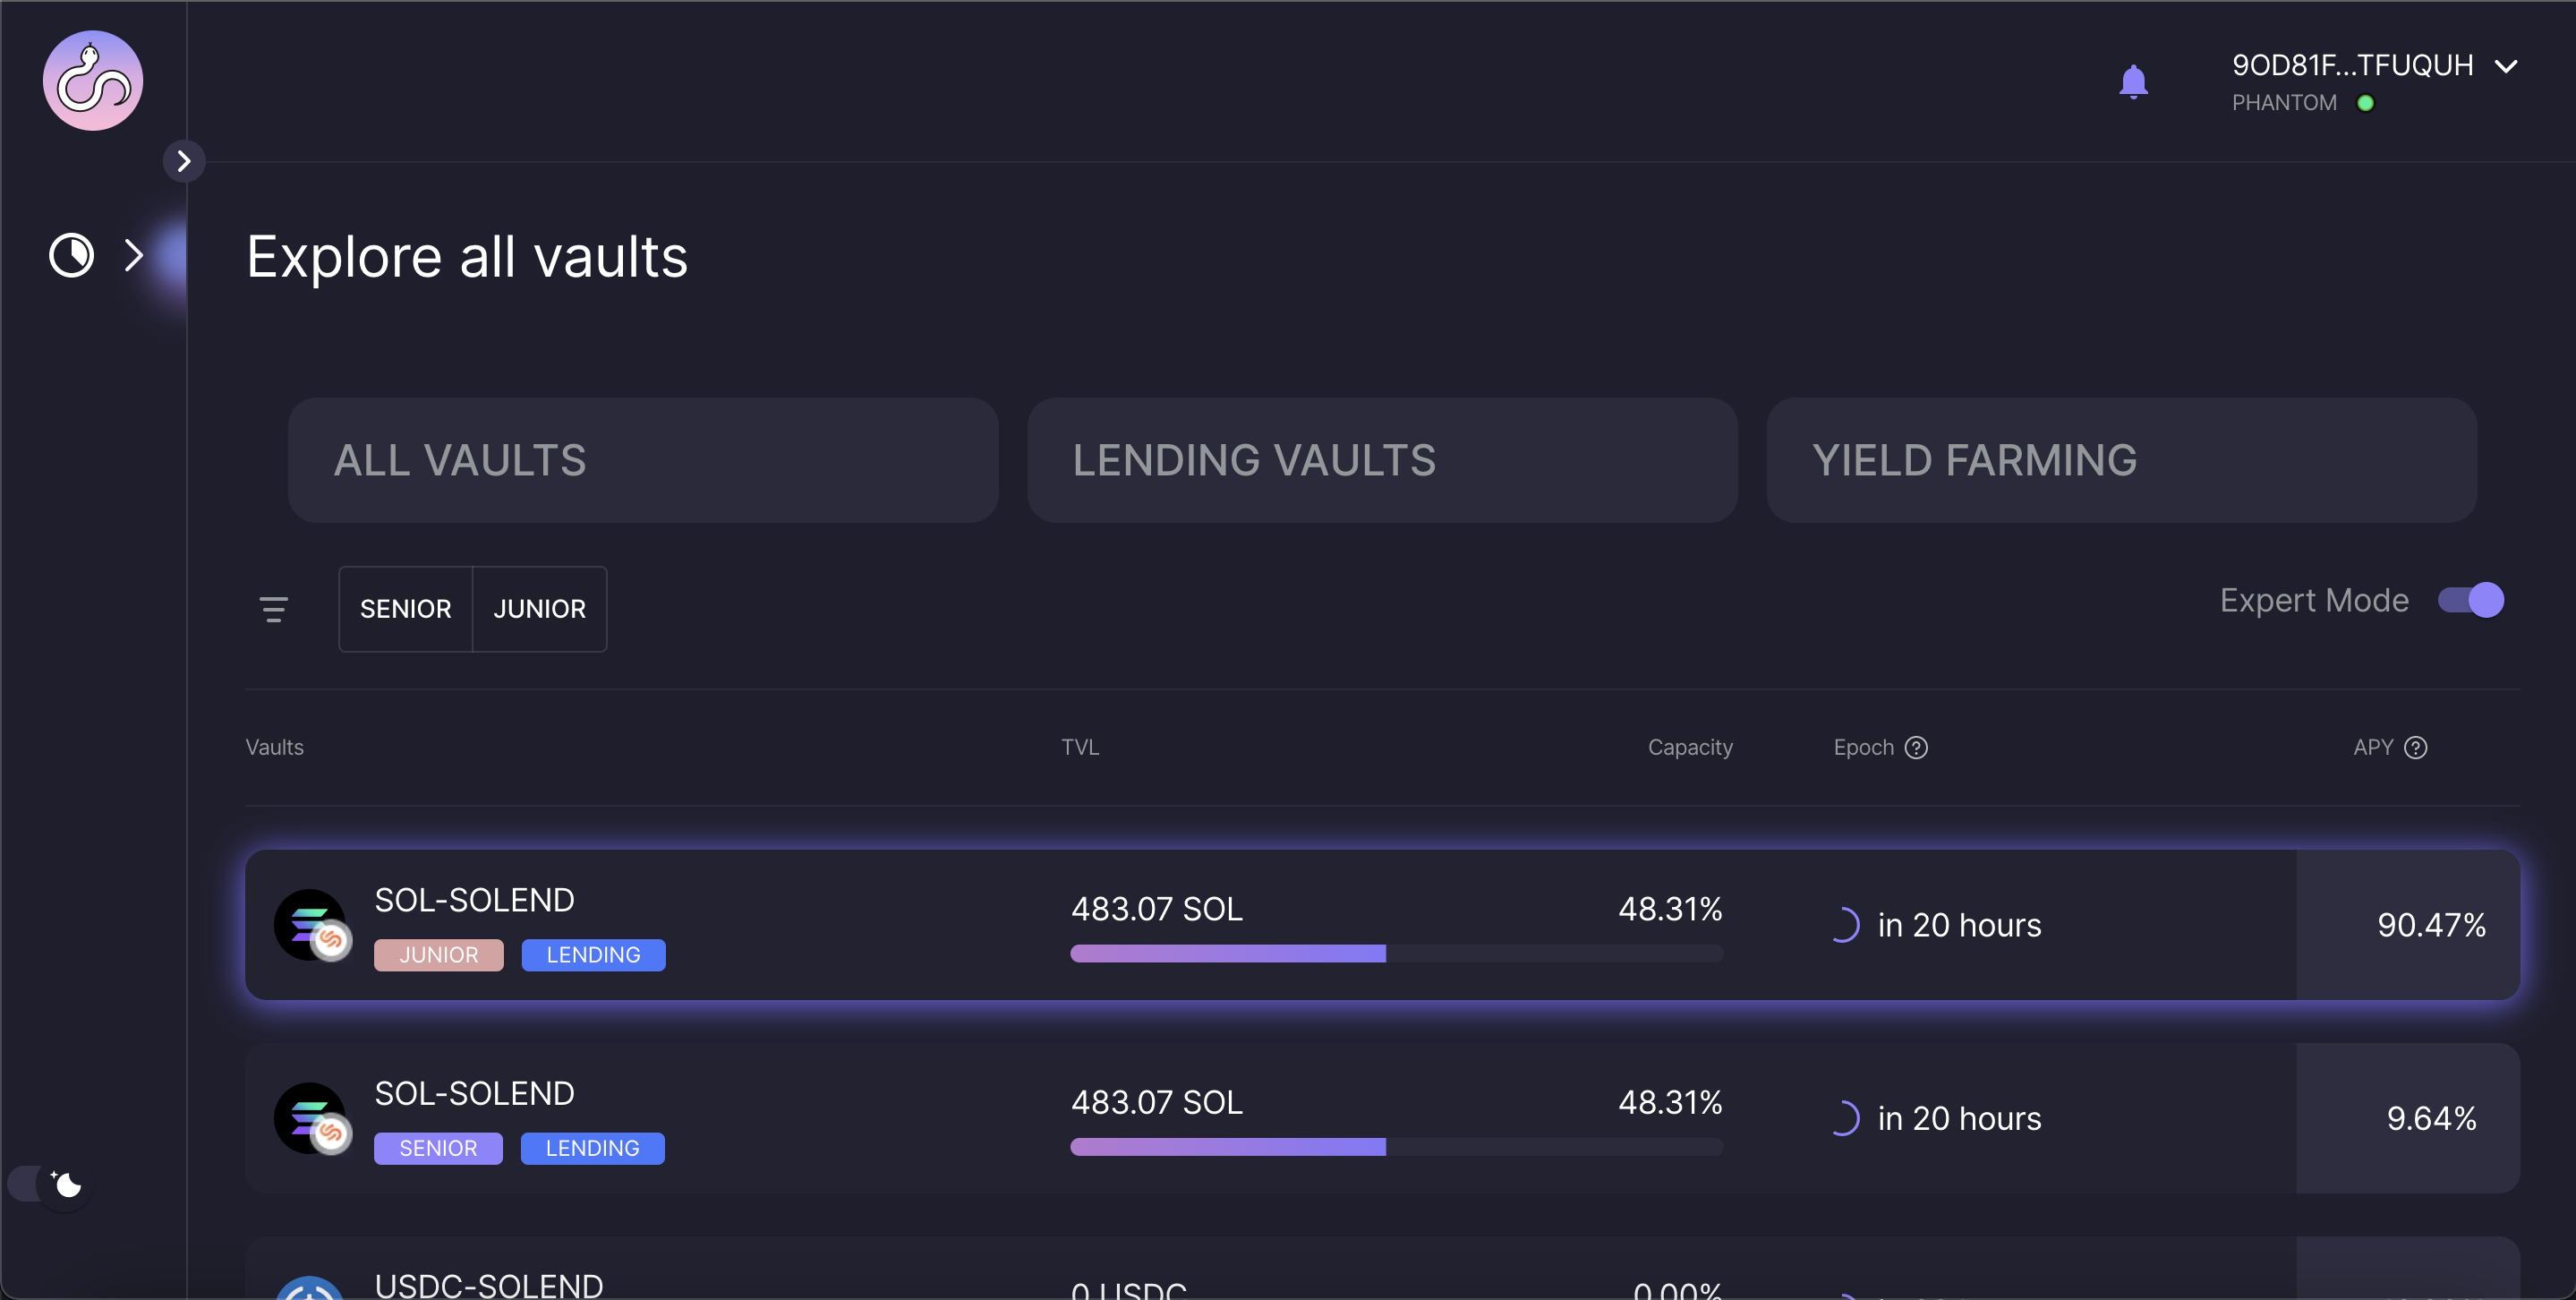 9OD81F...TFUQUH
PHANTOM
Explore all vaults
ALL VAULTS
LENDING VAULTS
YIELD FARMING
SENIOR
JUNIOR
Expert Mode
Vaults
TVL
Capacity
Epoch
APY
SOL-SOLEND
JUNIOR
LENDING
483.07 SOL
48.31%
in 20 hours
90.47%
SOL-SOLEND
SENIOR
LENDING
483.07 SOL
48.31%
in 20 hours
9.64%
USDC-SOLEND
0 USDC
0.00%